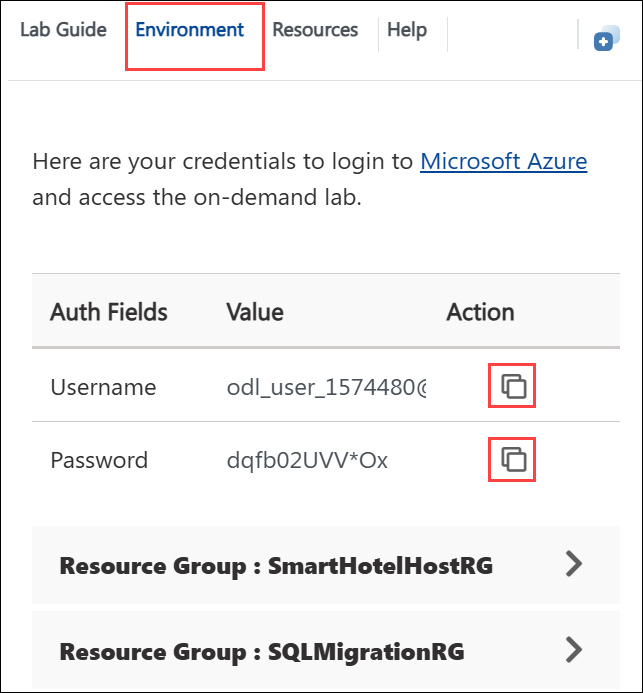 Lab Guide Environment Resources Help
Here are your credentials to login to Microsoft Azure
and access the on-demand lab.
Auth Fields Value Action
Username odl_user_1574480@
Password dqfb02UVV*Ox
Resource Group : SmartHotelHostRG
Resource Group : SQLMigrationRG